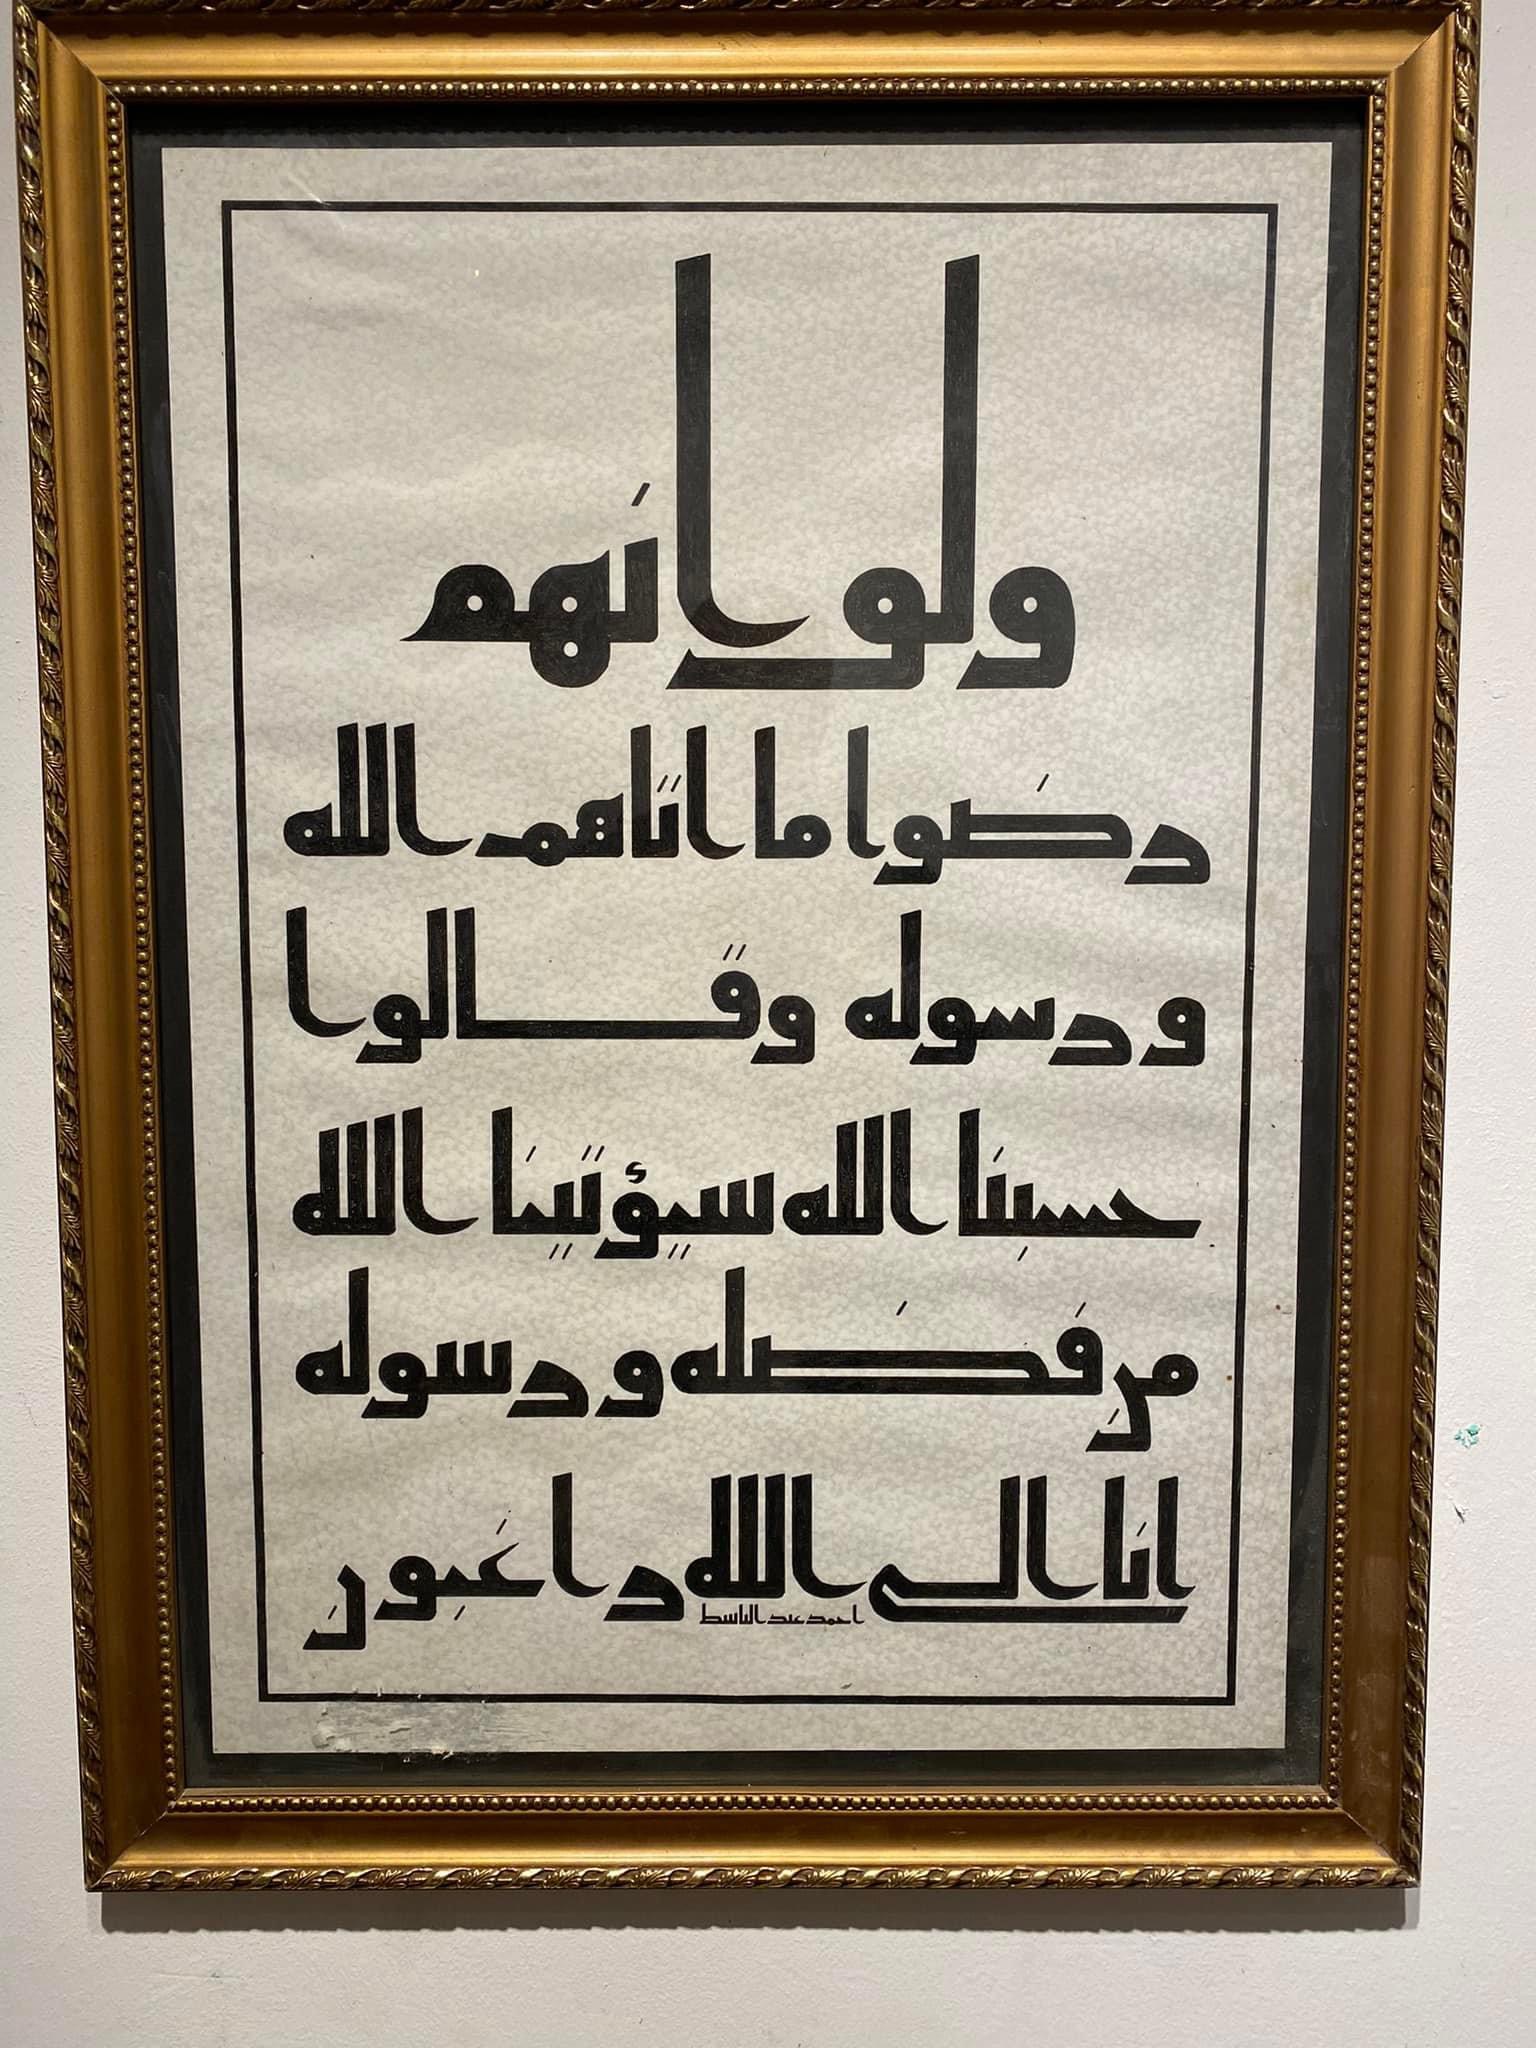 ولو انهم
رضوا ما اتاهم الله
ورسوله وقالوا
حسبنا الله سيؤتينا الله
من فضله ورسوله
انا الى الله راغبون
احمد عبد الباسط